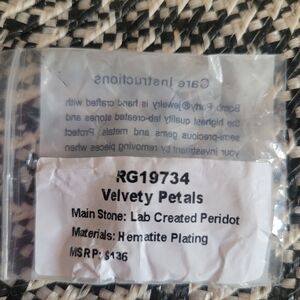 Care Instructions
Bomb Party® jewelry is hand crafted with
the highest quality lab-created stones and
semi-precious and gems and metals. Protect
your investment by removing pieces when
RG19734
Velvety Petals
Main Stone: Lab Created Peridot
Materials: Hematite Plating
MSRP: $136